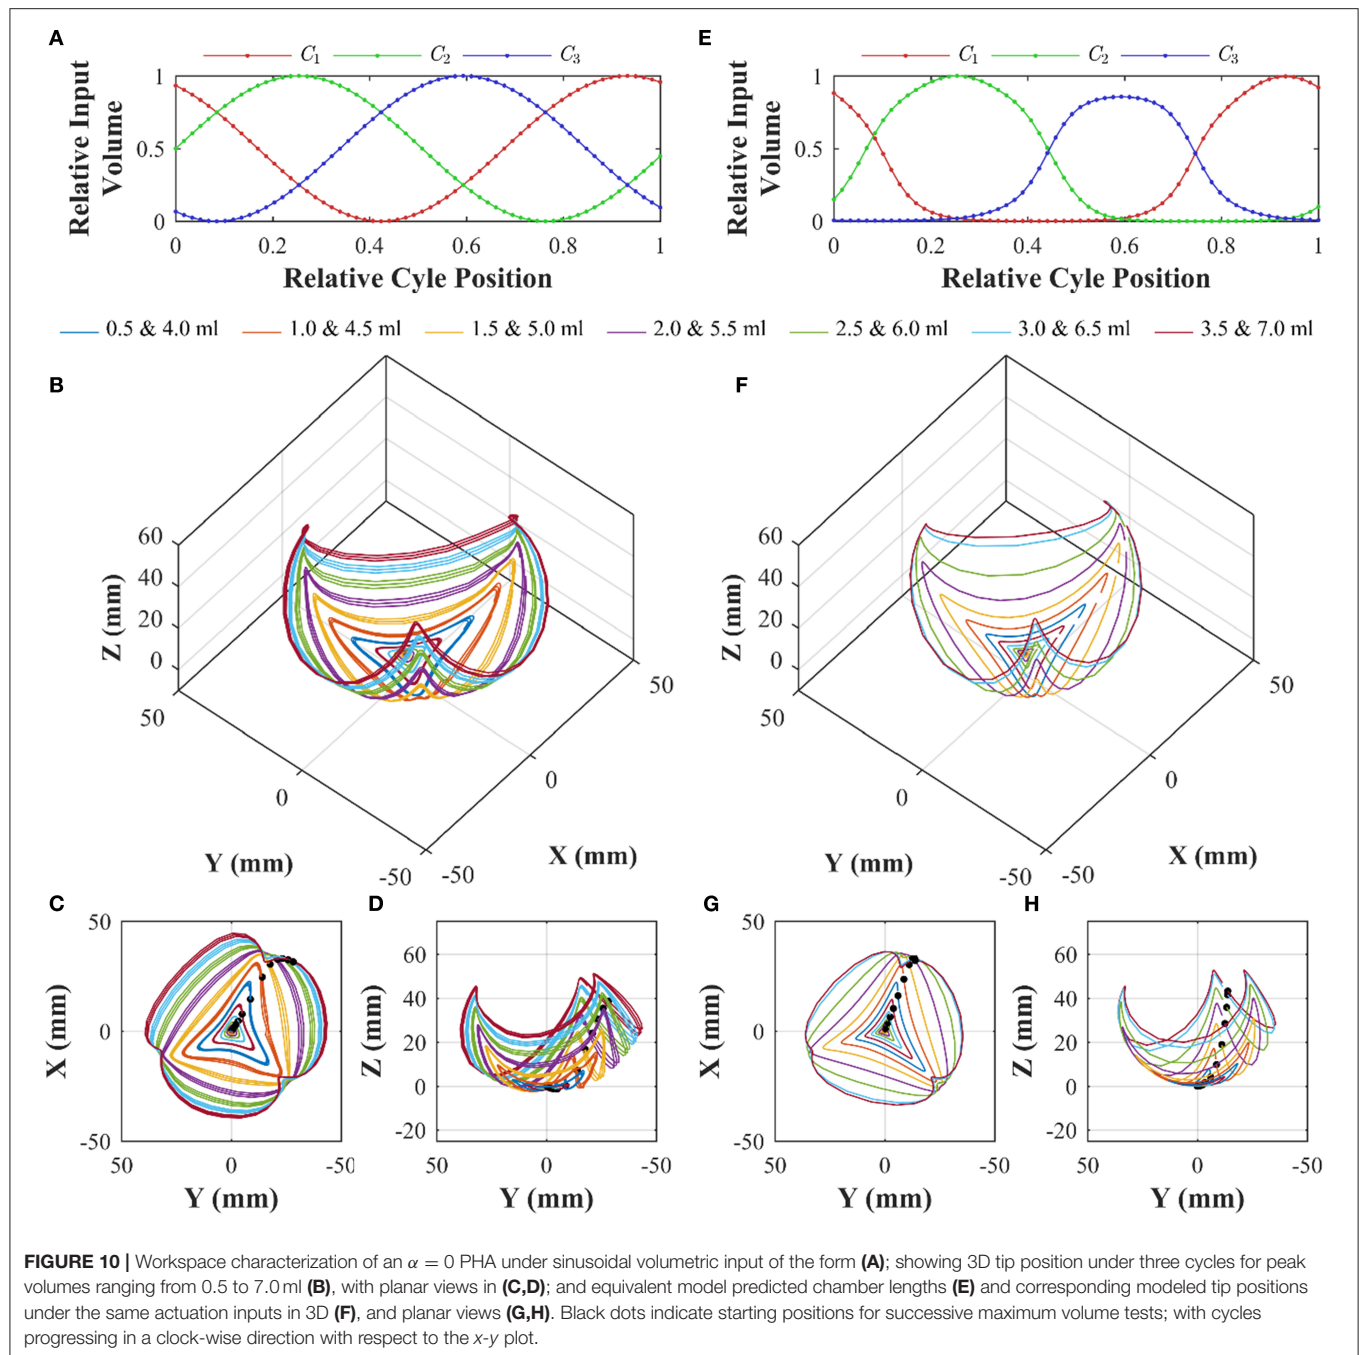 A
C1 C2 C3
Relative Input
Volume
1
0.5
0
0 0.2 0.4 0.6 0.8 1
Relative Cyle Position
E
C1 C2 C3
Relative Input
Volume
1
0.5
0
0 0.2 0.4 0.6 0.8 1
Relative Cyle Position
0.5 & 4.0 ml 1.0 & 4.5 ml 1.5 & 5.0 ml 2.0 & 5.5 ml 2.5 & 6.0 ml 3.0 & 6.5 ml 3.5 & 7.0 ml
B
Z (mm)
60
40
20
0
50
0
-50
Y (mm)
-50
0
50
X (mm)
F
Z (mm)
60
40
20
0
50
0
-50
Y (mm)
-50
0
50
X (mm)
C
X (mm)
50
0
-50
50 0 -50
Y (mm)
D
Z (mm)
60
40
20
0
-20
50 0 -50
Y (mm)
G
X (mm)
50
0
-50
50 0 -50
Y (mm)
H
Z (mm)
60
40
20
0
-20
50 0 -50
Y (mm)
FIGURE 10 | Workspace characterization of an α = 0 PHA under sinusoidal volumetric input of the form (A); showing 3D tip position under three cycles for peak
volumes ranging from 0.5 to 7.0 ml (B), with planar views in (C,D); and equivalent model predicted chamber lengths (E) and corresponding modeled tip positions
under the same actuation inputs in 3D (F), and planar views (G,H). Black dots indicate starting positions for successive maximum volume tests; with cycles
progressing in a clock-wise direction with respect to the x-y plot.